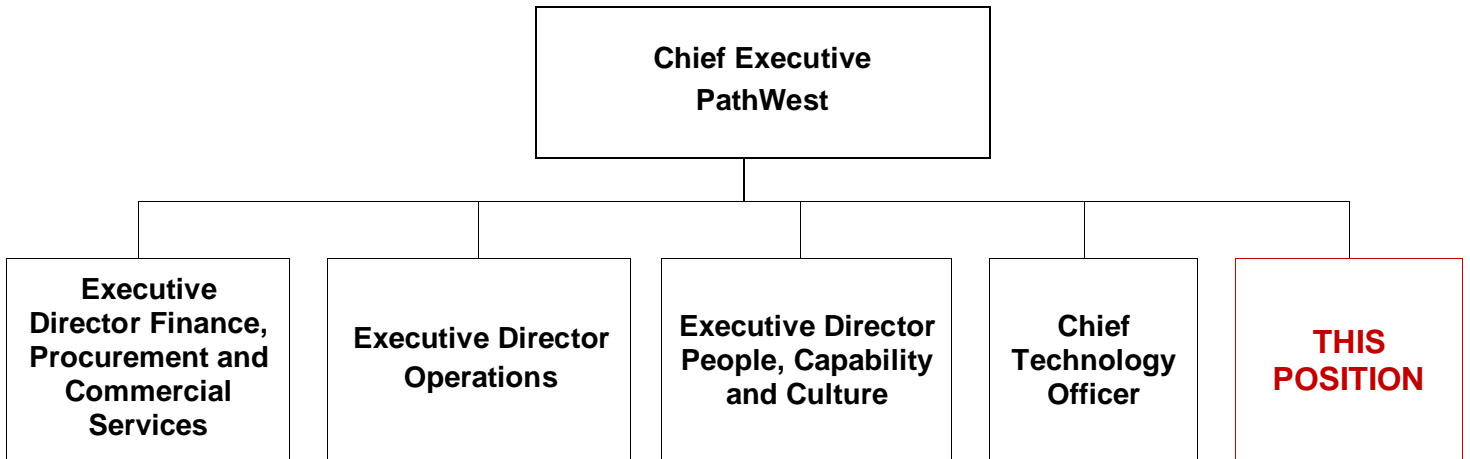 Chief Executive
PathWest
Executive
Director Finance,
Procurement and
Commercial
Services
Executive Director
Operations
Executive Director
People, Capability
and Culture
Chief
Technology
Officer
THIS
POSITION